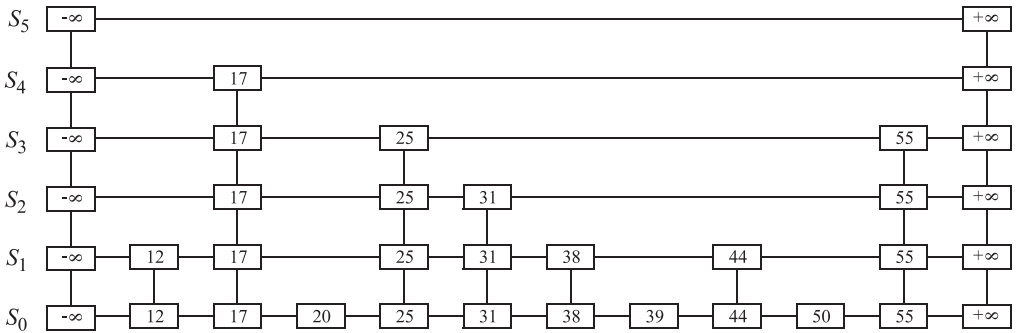 S5 -∞ +∞
S4 -∞ 17 +∞
S3 -∞ 17 25 55 +∞
S2 -∞ 17 25 31 55 +∞
S1 -∞ 12 17 25 31 38 44 55 +∞
S0 -∞ 12 17 20 25 31 38 39 44 50 55 +∞